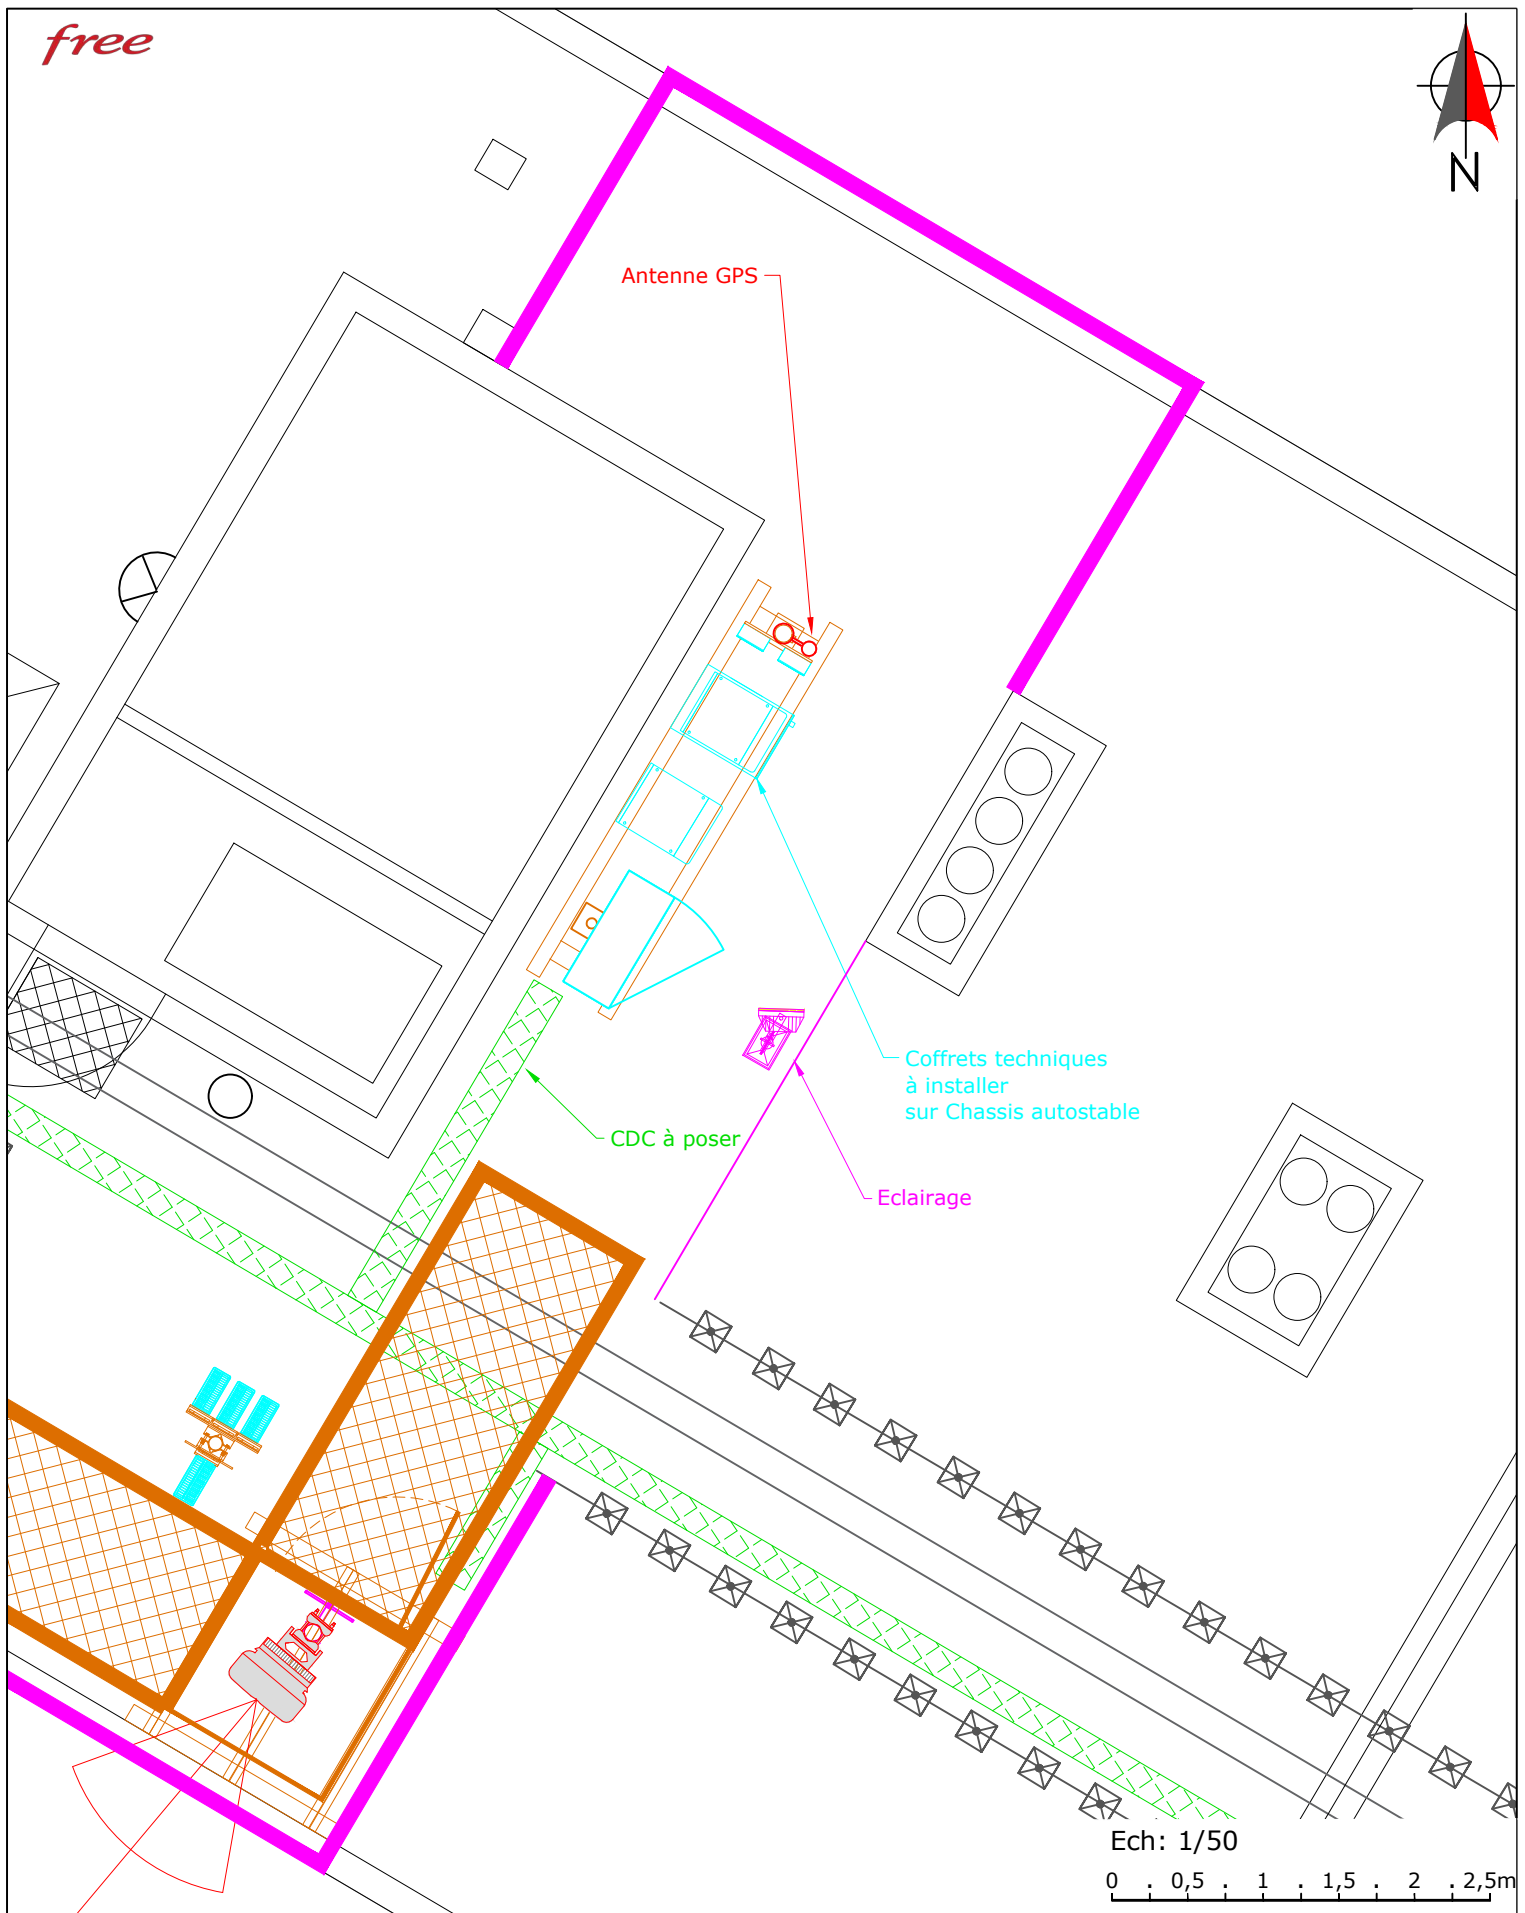 free
N
Antenne GPS
Coffrets techniques
à installer
sur Chassis autostable
CDC à poser
Eclairage
Ech: 1/50
0 . 0,5 . 1 . 1,5 . 2 . 2,5m